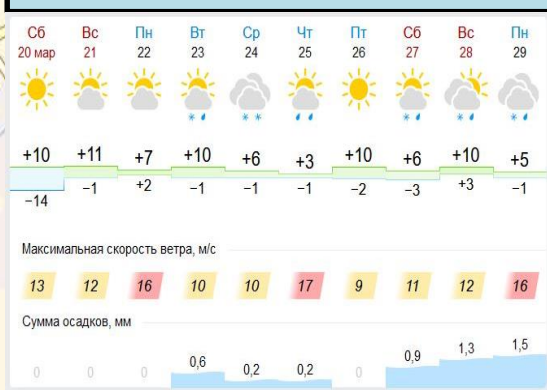 Сб Вс Пн Вт Ср Чт Пт Сб Вс Пн
20 мар 21 22 23 24 25 26 27 28 29
+10 +11 +7 +10 +6 +3 +10 +6 +10 +5
−14 −1 +2 −1 −1 −1 −2 −3 +3 −1
Максимальная скорость ветра, м/с
13 12 16 10 10 17 9 11 12 16
Сумма осадков, мм
0 0 0 0,6 0,2 0,2 0 0,9 1,3 1,5